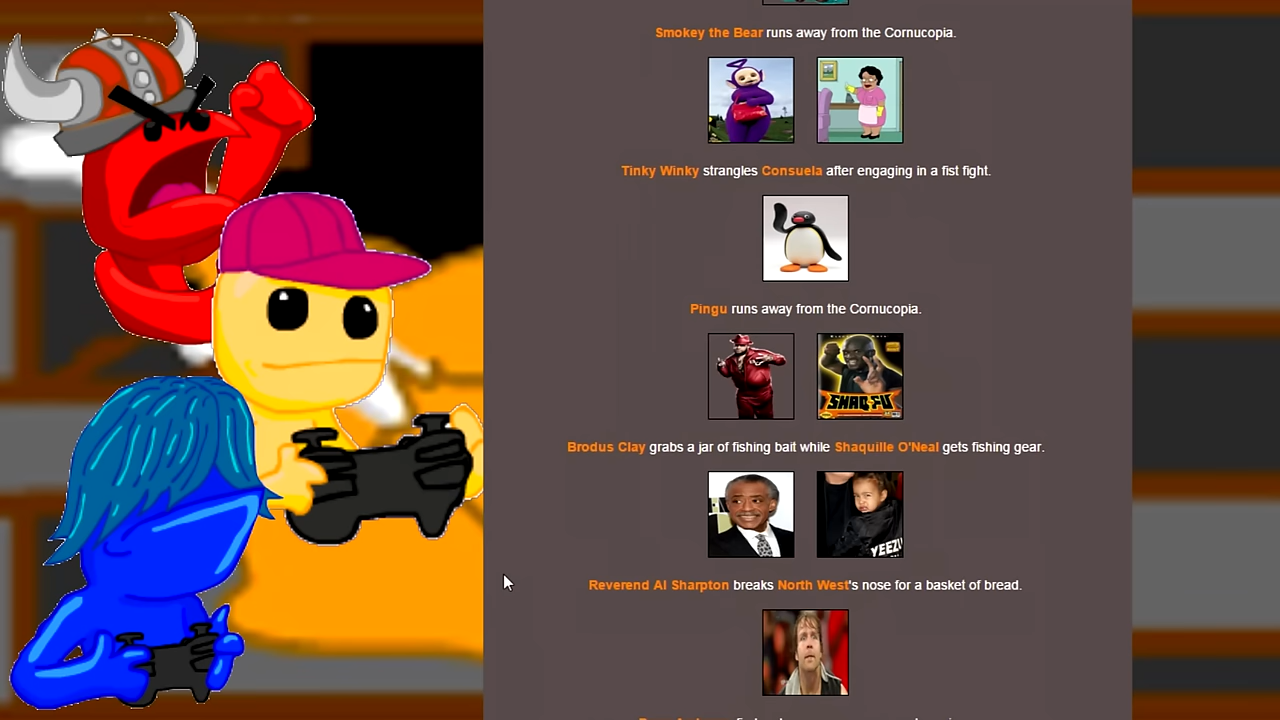 Smokey the Bear runs away from the Cornucopia.
Tinky Winky strangles Consuela after engaging in a fist fight.
Pingu runs away from the Cornucopia.
SHAQ FU
Brodus Clay grabs a jar of fishing bait while Shaquille O'Neal gets fishing gear.
YEEZU
Reverend Al Sharpton breaks North West's nose for a basket of bread.